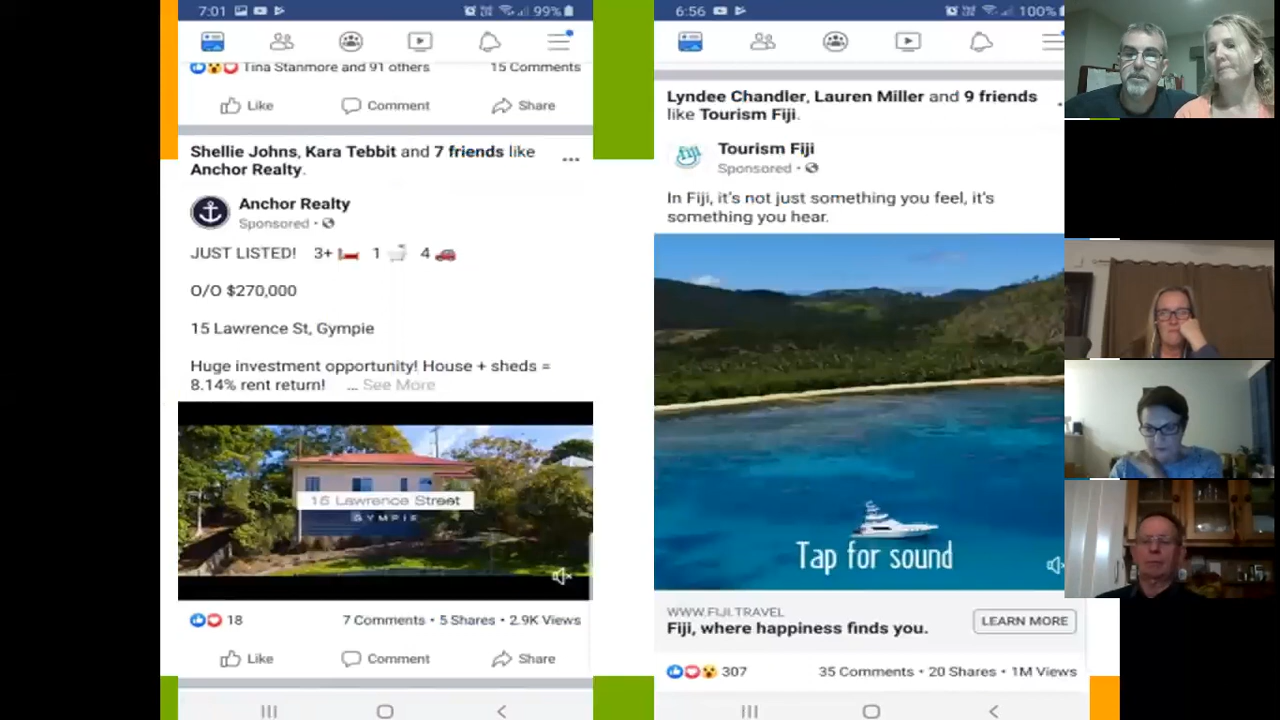 7:01
99%
Tina Stanmore and 91 others
15 Comments
Like
Comment
Share
Shellie Johns, Kara Tebbit and 7 friends like
Anchor Realty.
Anchor Realty
Sponsored
JUST LISTED! 3+ 1 4
O/O $270,000
15 Lawrence St, Gympie
Huge investment opportunity! House + sheds =
8.14% rent return! ... See More
15 Lawrence Street
GYMPIE
18
7 Comments • 5 Shares • 2.9K Views
Like
Comment
Share
6:56
100%
Lyndee Chandler, Lauren Miller and 9 friends
like Tourism Fiji.
FIJI
Tourism Fiji
Sponsored
In Fiji, it's not just something you feel, it's
something you hear.
Tap for sound
WWW.FIJI.TRAVEL
Fiji, where happiness finds you.
LEARN MORE
307
35 Comments • 20 Shares • 1M Views